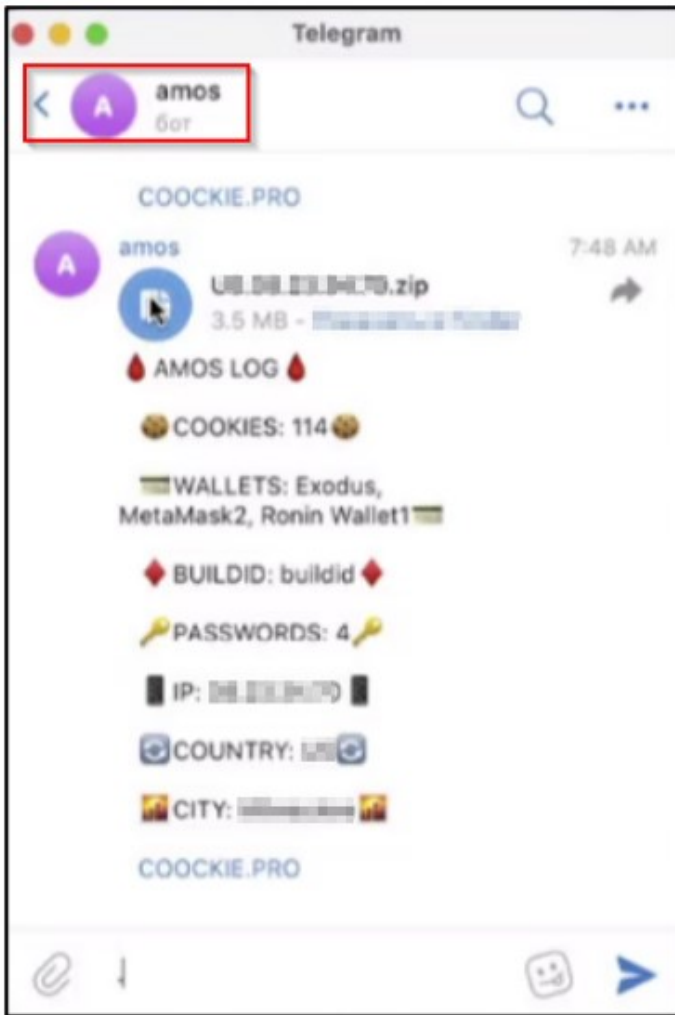 Telegram
A amos
бот
COOCKIE.PRO
A amos 7:48 AM
.zip
3.5 MB -
AMOS LOG
COOKIES: 114
WALLETS: Exodus,
MetaMask2, Ronin Wallet1
BUILDID: buildid
PASSWORDS: 4
IP:
COUNTRY:
CITY:
COOCKIE.PRO